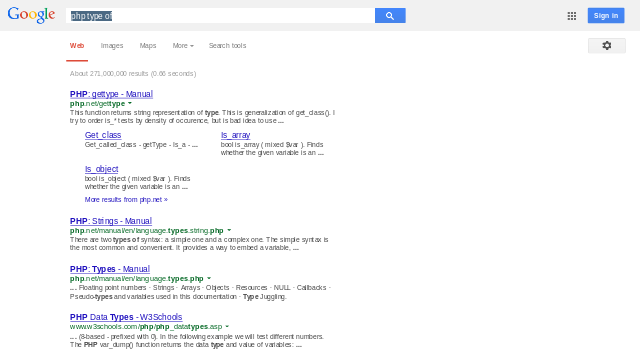 Google php type of Sign in
Web Images Maps More Search tools
About 271,000,000 results (0.66 seconds)
PHP: gettype - Manual
php.net/gettype
This function returns string representation of type. This is generalization of get_class(). I
try to order is_* tests by density of occurence, but is bad idea to use ...
Get_class Is_array
Get_called_class - getType - Is_a - ... bool is_array ( mixed $var ). Finds
whether the given variable is an ...
Is_object
bool is_object ( mixed $var ). Finds
whether the given variable is an ...
More results from php.net »
PHP: Strings - Manual
php.net/manual/en/language.types.string.php
There are two types of syntax: a simple one and a complex one. The simple syntax is
the most common and convenient. It provides a way to embed a variable, ...
PHP: Types - Manual
php.net/manual/en/language.types.php
... Floating point numbers · Strings · Arrays · Objects · Resources · NULL · Callbacks ·
Pseudo-types and variables used in this documentation · Type Juggling.
PHP Data Types - W3Schools
www.w3schools.com/php/php_datatypes.asp
... (8-based - prefixed with 0). In the following example we will test different numbers.
The PHP var_dump() function returns the data type and value of variables: ...